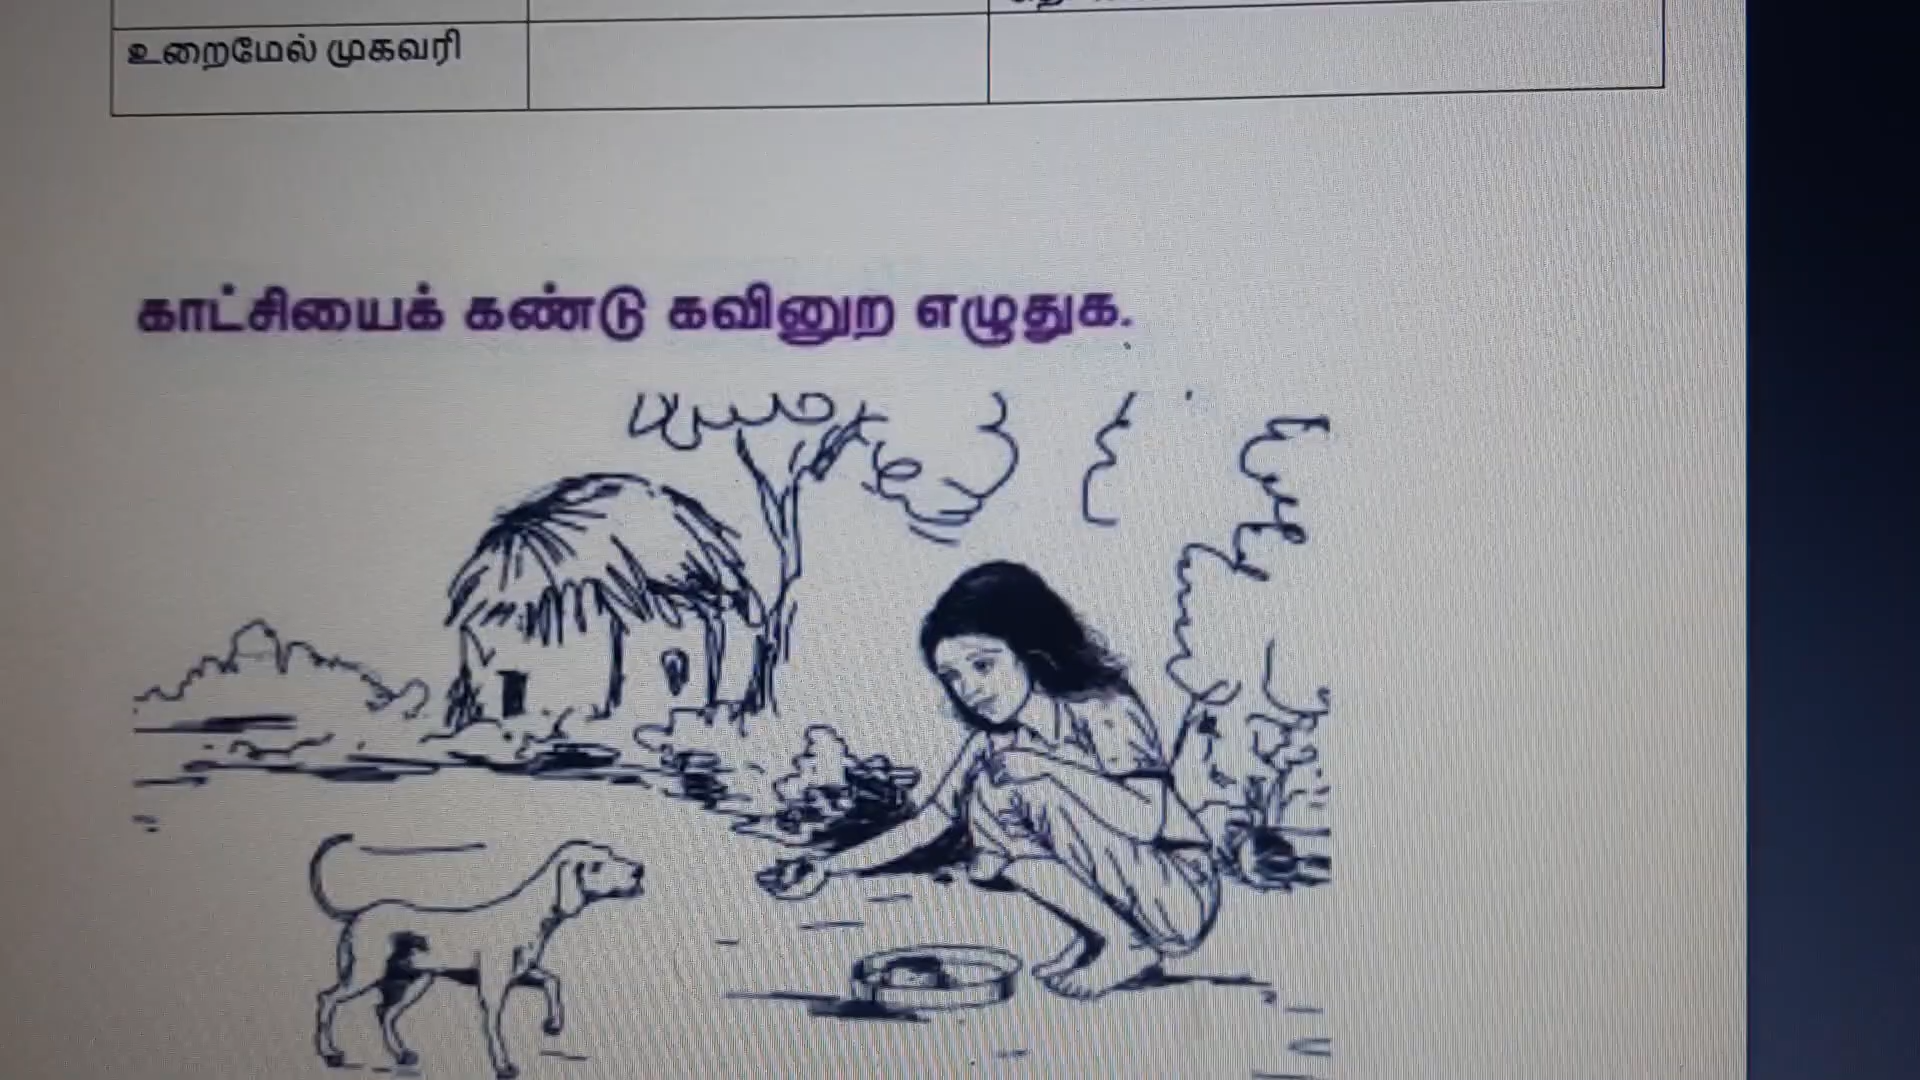 உறைமேல் முகவரி
காட்சியைக் கண்டு கவினுற எழுதுக.